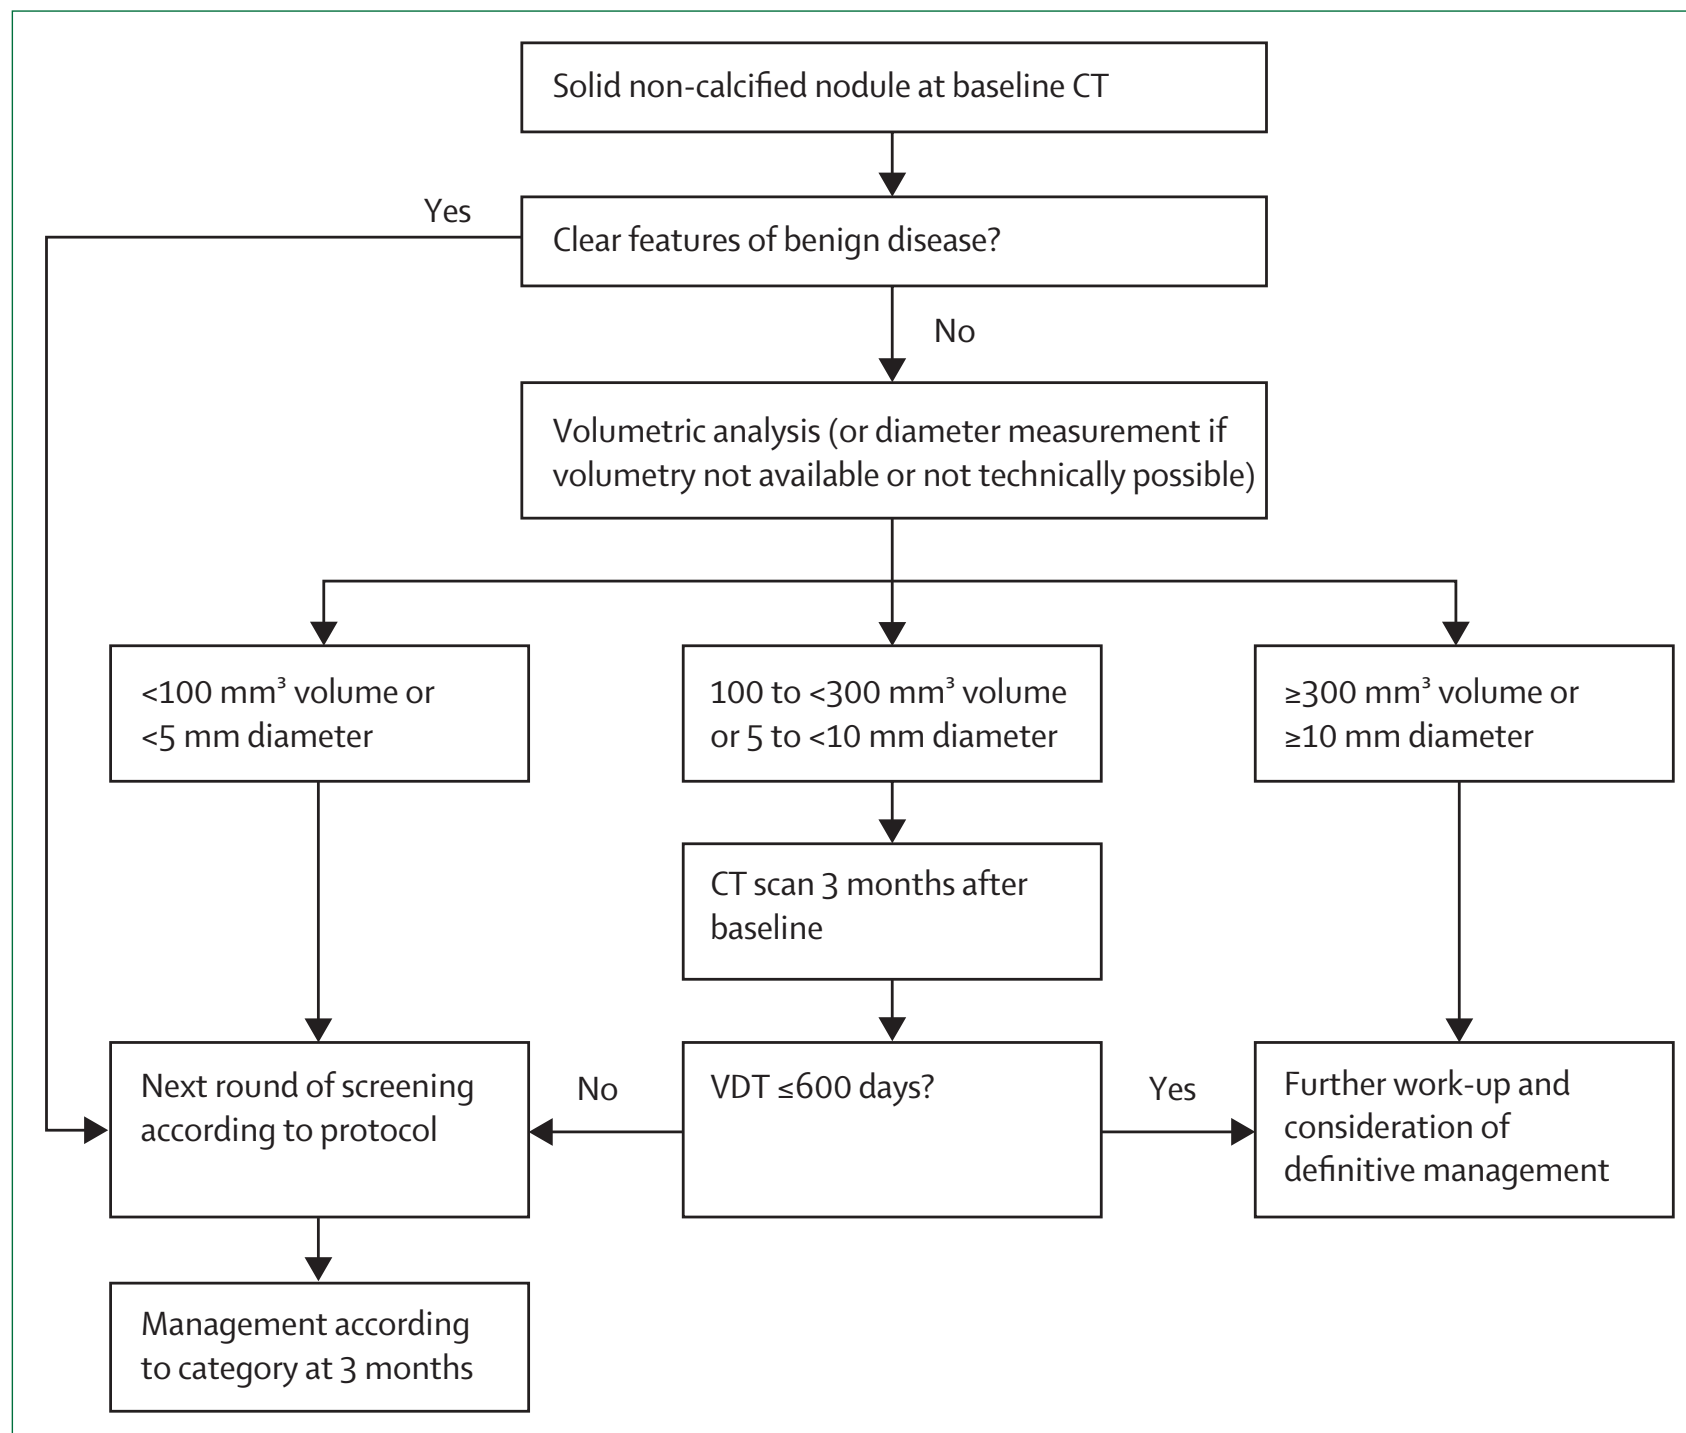 Solid non-calcified nodule at baseline CT
Yes
Clear features of benign disease?
No
Volumetric analysis (or diameter measurement if
volumetry not available or not technically possible)
<100 mm³ volume or
<5 mm diameter
100 to <300 mm³ volume
or 5 to <10 mm diameter
≥300 mm³ volume or
≥10 mm diameter
CT scan 3 months after
baseline
Next round of screening
according to protocol
No
VDT ≤600 days?
Yes
Further work-up and
consideration of
definitive management
Management according
to category at 3 months